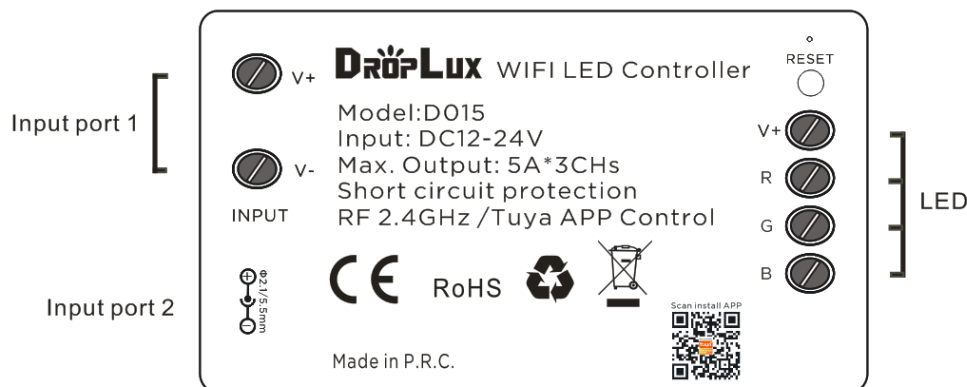 Input port 1
V+
V-
INPUT
Input port 2
Φ2.1/5.5mm
DROPLUX WIFI LED Controller
Model:D015
Input: DC12-24V
Max. Output: 5A*3CHs
Short circuit protection
RF 2.4GHz /Tuya APP Control
CE RoHS
Made in P.R.C.
Scan install APP
RESET
V+
R
G
B
LED